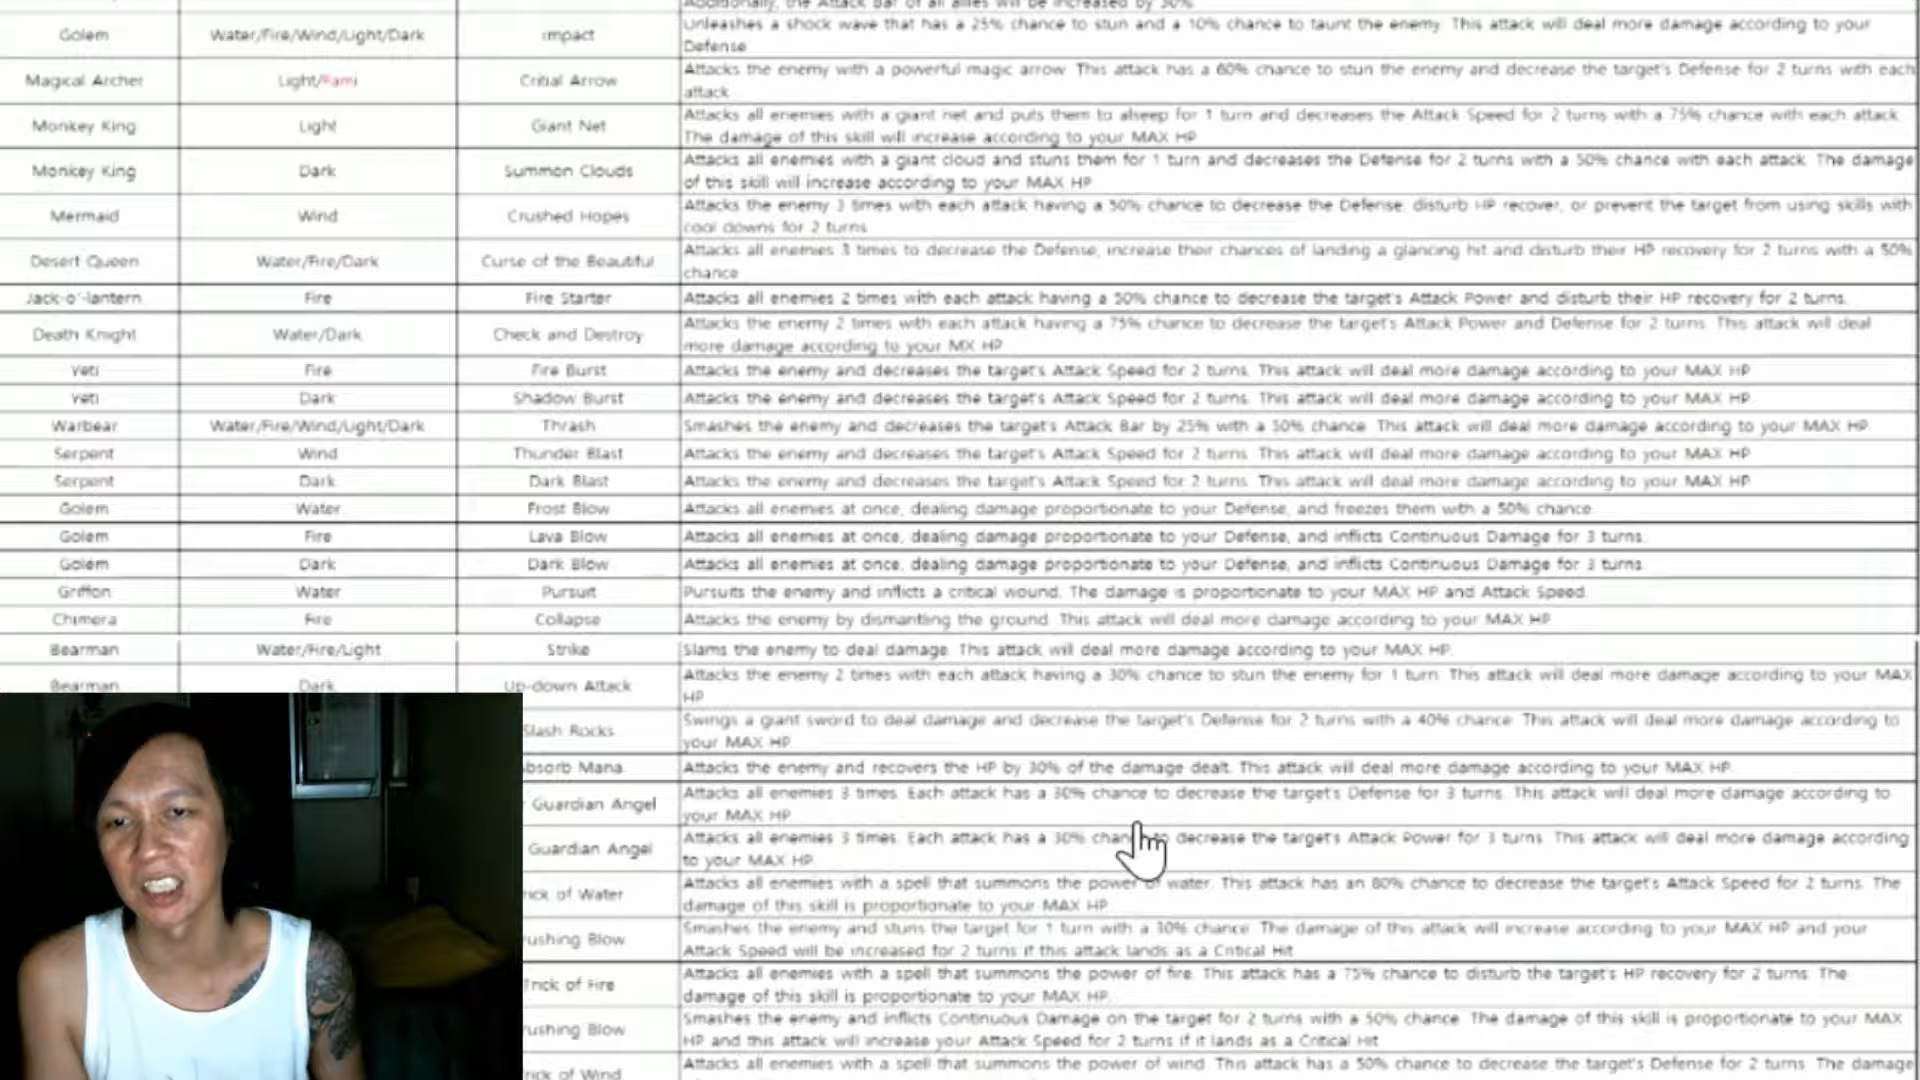 Additionally, the Attack Bar of all allies will be increased by 30%
Golem Water/Fire/Wind/Light/Dark Impact Unleashes a shock wave that has a 25% chance to stun and a 10% chance to taunt the enemy. This attack will deal more damage according to your
Defense
Magical Archer Light/Fami Critial Arrow Attacks the enemy with a powerful magic arrow. This attack has a 60% chance to stun the enemy and decrease the target's Defense for 2 turns with each
attack
Monkey King Light Giant Net Attacks all enemies with a giant net and puts them to alseep for 1 turn and decreases the Attack Speed for 2 turns with a 75% chance with each attack.
The damage of this skill will increase according to your MAX HP
Monkey King Dark Summon Clouds Attacks all enemies with a giant cloud and stuns them for 1 turn and decreases the Defense for 2 turns with a 50% chance with each attack. The damage
of this skill will increase according to your MAX HP
Mermaid Wind Crushed Hopes Attacks the enemy 3 times with each attack having a 50% chance to decrease the Defense, disturb HP recover, or prevent the target from using skills with
cool downs for 2 turns
Desert Queen Water/Fire/Dark Curse of the Beautiful Attacks all enemies 3 times to decrease the Defense, increase their chances of landing a glancing hit and disturb their HP recovery for 2 turns with a 50%
chance
Jack-o'-lantern Fire Fire Starter Attacks all enemies 2 times with each attack having a 50% chance to decrease the target's Attack Power and disturb their HP recovery for 2 turns.
Death Knight Water/Dark Check and Destroy Attacks the enemy 2 times with each attack having a 75% chance to decrease the target's Attack Power and Defense for 2 turns. This attack will deal
more damage according to your MX HP
Yeti Fire Fire Burst Attacks the enemy and decreases the target's Attack Speed for 2 turns. This attack will deal more damage according to your MAX HP
Yeti Dark Shadow Burst Attacks the enemy and decreases the target's Attack Speed for 2 turns. This attack will deal more damage according to your MAX HP
Warbear Water/Fire/Wind/Light/Dark Thrash Smashes the enemy and decreases the target's Attack Bar by 25% with a 50% chance. This attack will deal more damage according to your MAX HP
Serpent Wind Thunder Blast Attacks the enemy and decreases the target's Attack Speed for 2 turns. This attack will deal more damage according to your MAX HP
Serpent Dark Dark Blast Attacks the enemy and decreases the target's Attack Speed for 2 turns. This attack will deal more damage according to your MAX HP
Golem Water Frost Blow Attacks all enemies at once, dealing damage proportionate to your Defense, and freezes them with a 50% chance
Golem Fire Lava Blow Attacks all enemies at once, dealing damage proportionate to your Defense, and inflicts Continuous Damage for 3 turns.
Golem Dark Dark Blow Attacks all enemies at once, dealing damage proportionate to your Defense, and inflicts Continuous Damage for 3 turns
Griffon Water Pursuit Pursuits the enemy and inflicts a critical wound. The damage is proportionate to your MAX HP and Attack Speed.
Chimera Fire Collapse Attacks the enemy by dismantling the ground. This attack will deal more damage according to your MAX HP
Bearman Water/Fire/Light Strike Slams the enemy to deal damage. This attack will deal more damage according to your MAX HP.
Bearman Dark Up-down Attack Attacks the enemy 2 times with each attack having a 30% chance to stun the enemy for 1 turn. This attack will deal more damage according to your MAX
HP
Slash Rocks Swings a giant sword to deal damage and decrease the target's Defense for 2 turns with a 40% chance. This attack will deal more damage according to
your MAX HP
bsorb Mana Attacks the enemy and recovers the HP by 30% of the damage dealt. This attack will deal more damage according to your MAX HP.
Guardian Angel Attacks all enemies 3 times. Each attack has a 30% chance to decrease the target's Defense for 3 turns. This attack will deal more damage according to
your MAX HP
Guardian Angel Attacks all enemies 3 times. Each attack has a 30% chan to decrease the target's Attack Power for 3 turns. This attack will deal more damage according
to your MAX HP.
rick of Water Attacks all enemies with a spell that summons the power of water. This attack has an 80% chance to decrease the target's Attack Speed for 2 turns. The
damage of this skill is proportionate to your MAX HP
rushing Blow Smashes the enemy and stuns the target for 1 turn with a 30% chance. The damage of this attack will increase according to your MAX HP and your
Attack Speed will be increased for 2 turns if this attack lands as a Critical Hit
Trick of Fire Attacks all enemies with a spell that summons the power of fire. This attack has a 75% chance to disturb the target's HP recovery for 2 turns. The
damage of this skill is proportionate to your MAX HP.
rushing Blow Smashes the enemy and inflicts Continuous Damage on the target for 2 turns with a 50% chance. The damage of this skill is proportionate to your MAX
HP and this attack will increase your Attack Speed for 2 turns if it lands as a Critical Hit
rick of Wind Attacks all enemies with a spell that summons the power of wind. This attack has a 50% chance to decrease the target's Defense for 2 turns. The damage